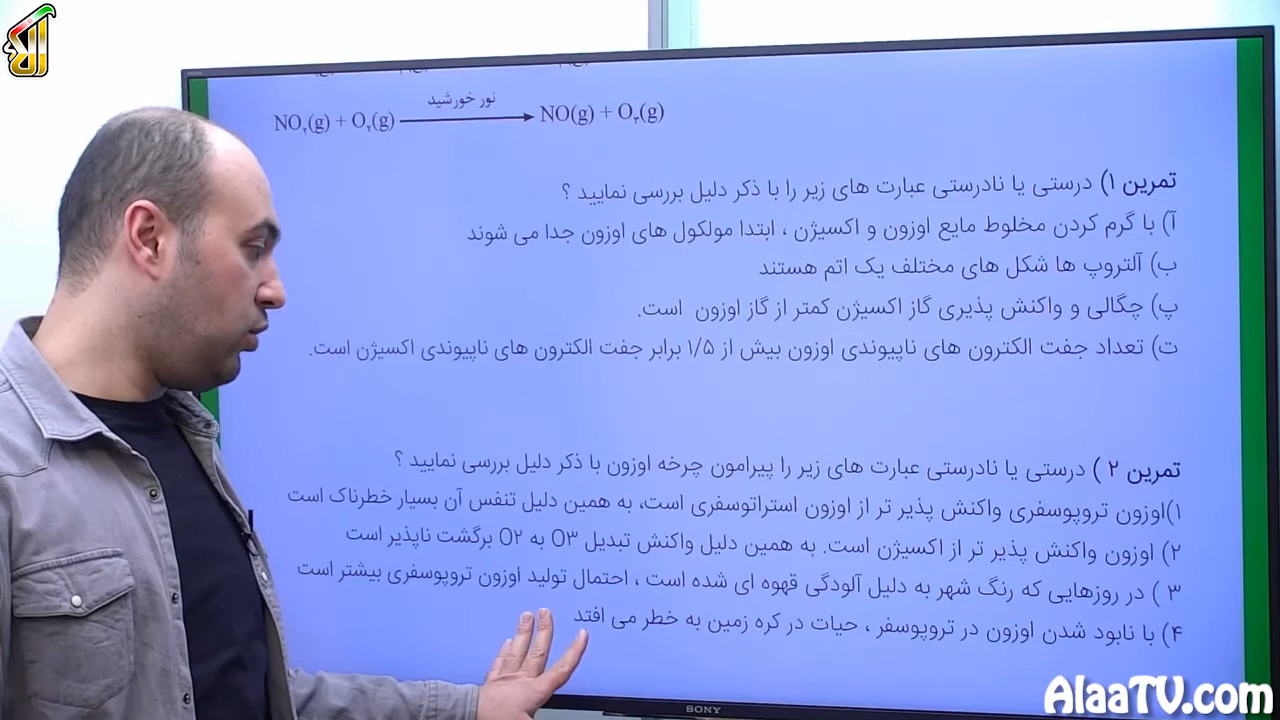 آلاء
نور خورشید
NO₂(g) + O₂(g) ⟶ NO(g) + O₃(g)
تمرین ۱) درستی یا نادرستی عبارت های زیر را با ذکر دلیل بررسی نمایید ؟
آ) با گرم کردن مخلوط مایع اوزون و اکسیژن ، ابتدا مولکول های اوزون جدا می شوند
ب) آلتروپ ها شکل های مختلف یک اتم هستند
پ) چگالی و واکنش پذیری گاز اکسیژن کمتر از گاز اوزون است.
ت) تعداد جفت الکترون های ناپیوندی اوزون بیش از ۱/۵ برابر جفت الکترون های ناپیوندی اکسیژن است.
تمرین ۲ ) درستی یا نادرستی عبارت های زیر را پیرامون چرخه اوزون با ذکر دلیل بررسی نمایید ؟
۱)اوزون تروپوسفری واکنش پذیر تر از اوزون استراتوسفری است، به همین دلیل تنفس آن بسیار خطرناک است
۲) اوزون واکنش پذیر تر از اکسیژن است. به همین دلیل واکنش تبدیل O۳ به O۲ برگشت ناپذیر است
۳ ) در روزهایی که رنگ شهر به دلیل آلودگی قهوه ای شده است ، احتمال تولید اوزون تروپوسفری بیشتر است
۴) با نابود شدن اوزون در تروپوسفر ، حیات در کره زمین به خطر می افتد
SONY
AlaaTV.com